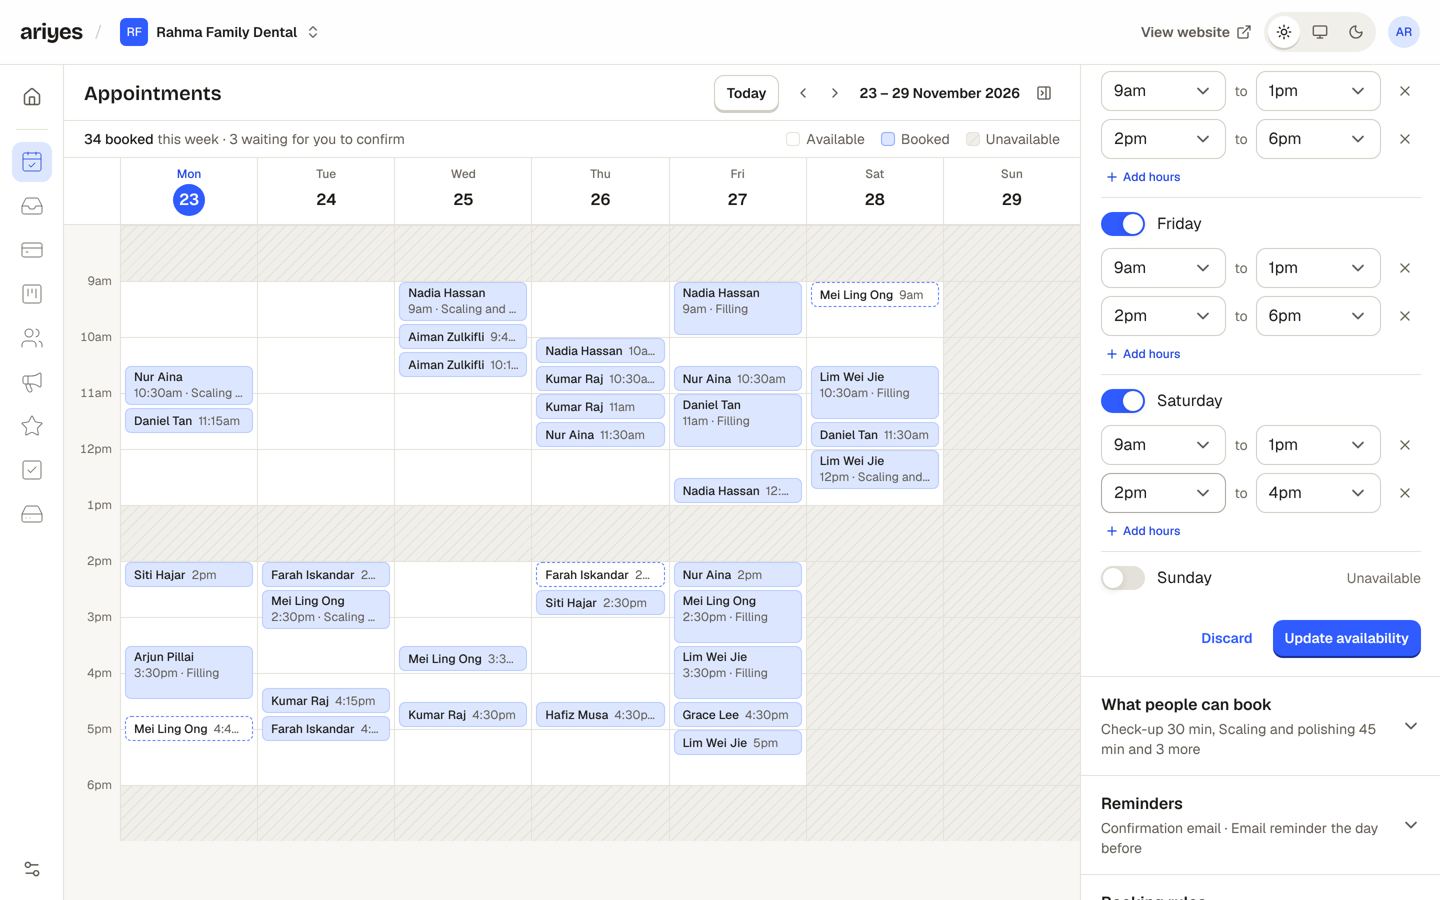 ariyes / RF Rahma Family Dental
View website
AR
Appointments
Today
23 – 29 November 2026
34 booked this week · 3 waiting for you to confirm
Available
Booked
Unavailable
Mon 23
Tue 24
Wed 25
Thu 26
Fri 27
Sat 28
Sun 29
9am
10am
11am
12pm
1pm
2pm
3pm
4pm
5pm
6pm
Nur Aina
10:30am · Scaling ...
Daniel Tan 11:15am
Siti Hajar 2pm
Arjun Pillai
3:30pm · Filling
Mei Ling Ong 4:4...
Farah Iskandar 2...
Mei Ling Ong
2:30pm · Scaling ...
Kumar Raj 4:15pm
Farah Iskandar 4:...
Nadia Hassan
9am · Scaling and ...
Aiman Zulkifli 9:4...
Aiman Zulkifli 10:1...
Mei Ling Ong 3:3...
Kumar Raj 4:30pm
Nadia Hassan 10a...
Kumar Raj 10:30a...
Kumar Raj 11am
Nur Aina 11:30am
Farah Iskandar 2...
Siti Hajar 2:30pm
Hafiz Musa 4:30p...
Nadia Hassan
9am · Filling
Nur Aina 10:30am
Daniel Tan
11am · Filling
Nadia Hassan 12:...
Nur Aina 2pm
Mei Ling Ong
2:30pm · Filling
Lim Wei Jie
3:30pm · Filling
Grace Lee 4:30pm
Lim Wei Jie 5pm
Mei Ling Ong 9am
Lim Wei Jie
10:30am · Filling
Daniel Tan 11:30am
Lim Wei Jie
12pm · Scaling and...
9am to 1pm
2pm to 6pm
+ Add hours
Friday
9am to 1pm
2pm to 6pm
+ Add hours
Saturday
9am to 1pm
2pm to 4pm
+ Add hours
Sunday
Unavailable
Discard
Update availability
What people can book
Check-up 30 min, Scaling and polishing 45
min and 3 more
Reminders
Confirmation email · Email reminder the day
before
Booking rules